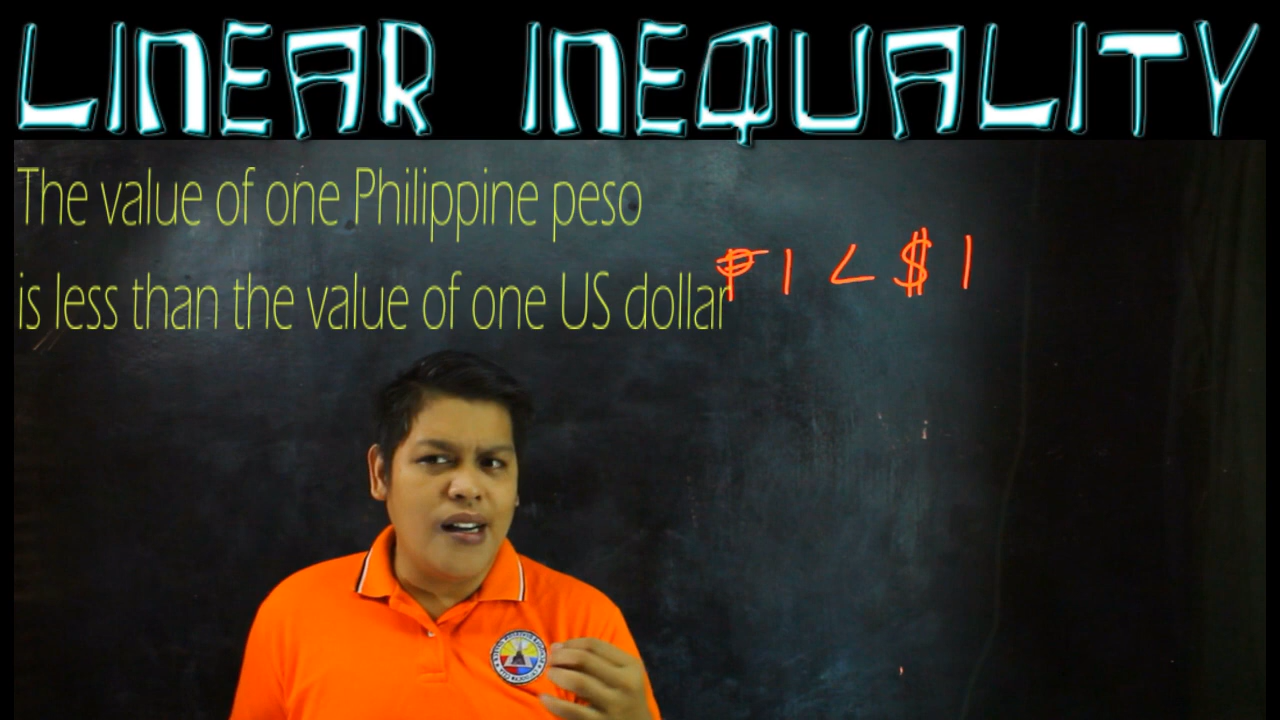 LINEAR INEQUALITY
The value of one Philippine peso
is less than the value of one US dollar
₱1 < $1